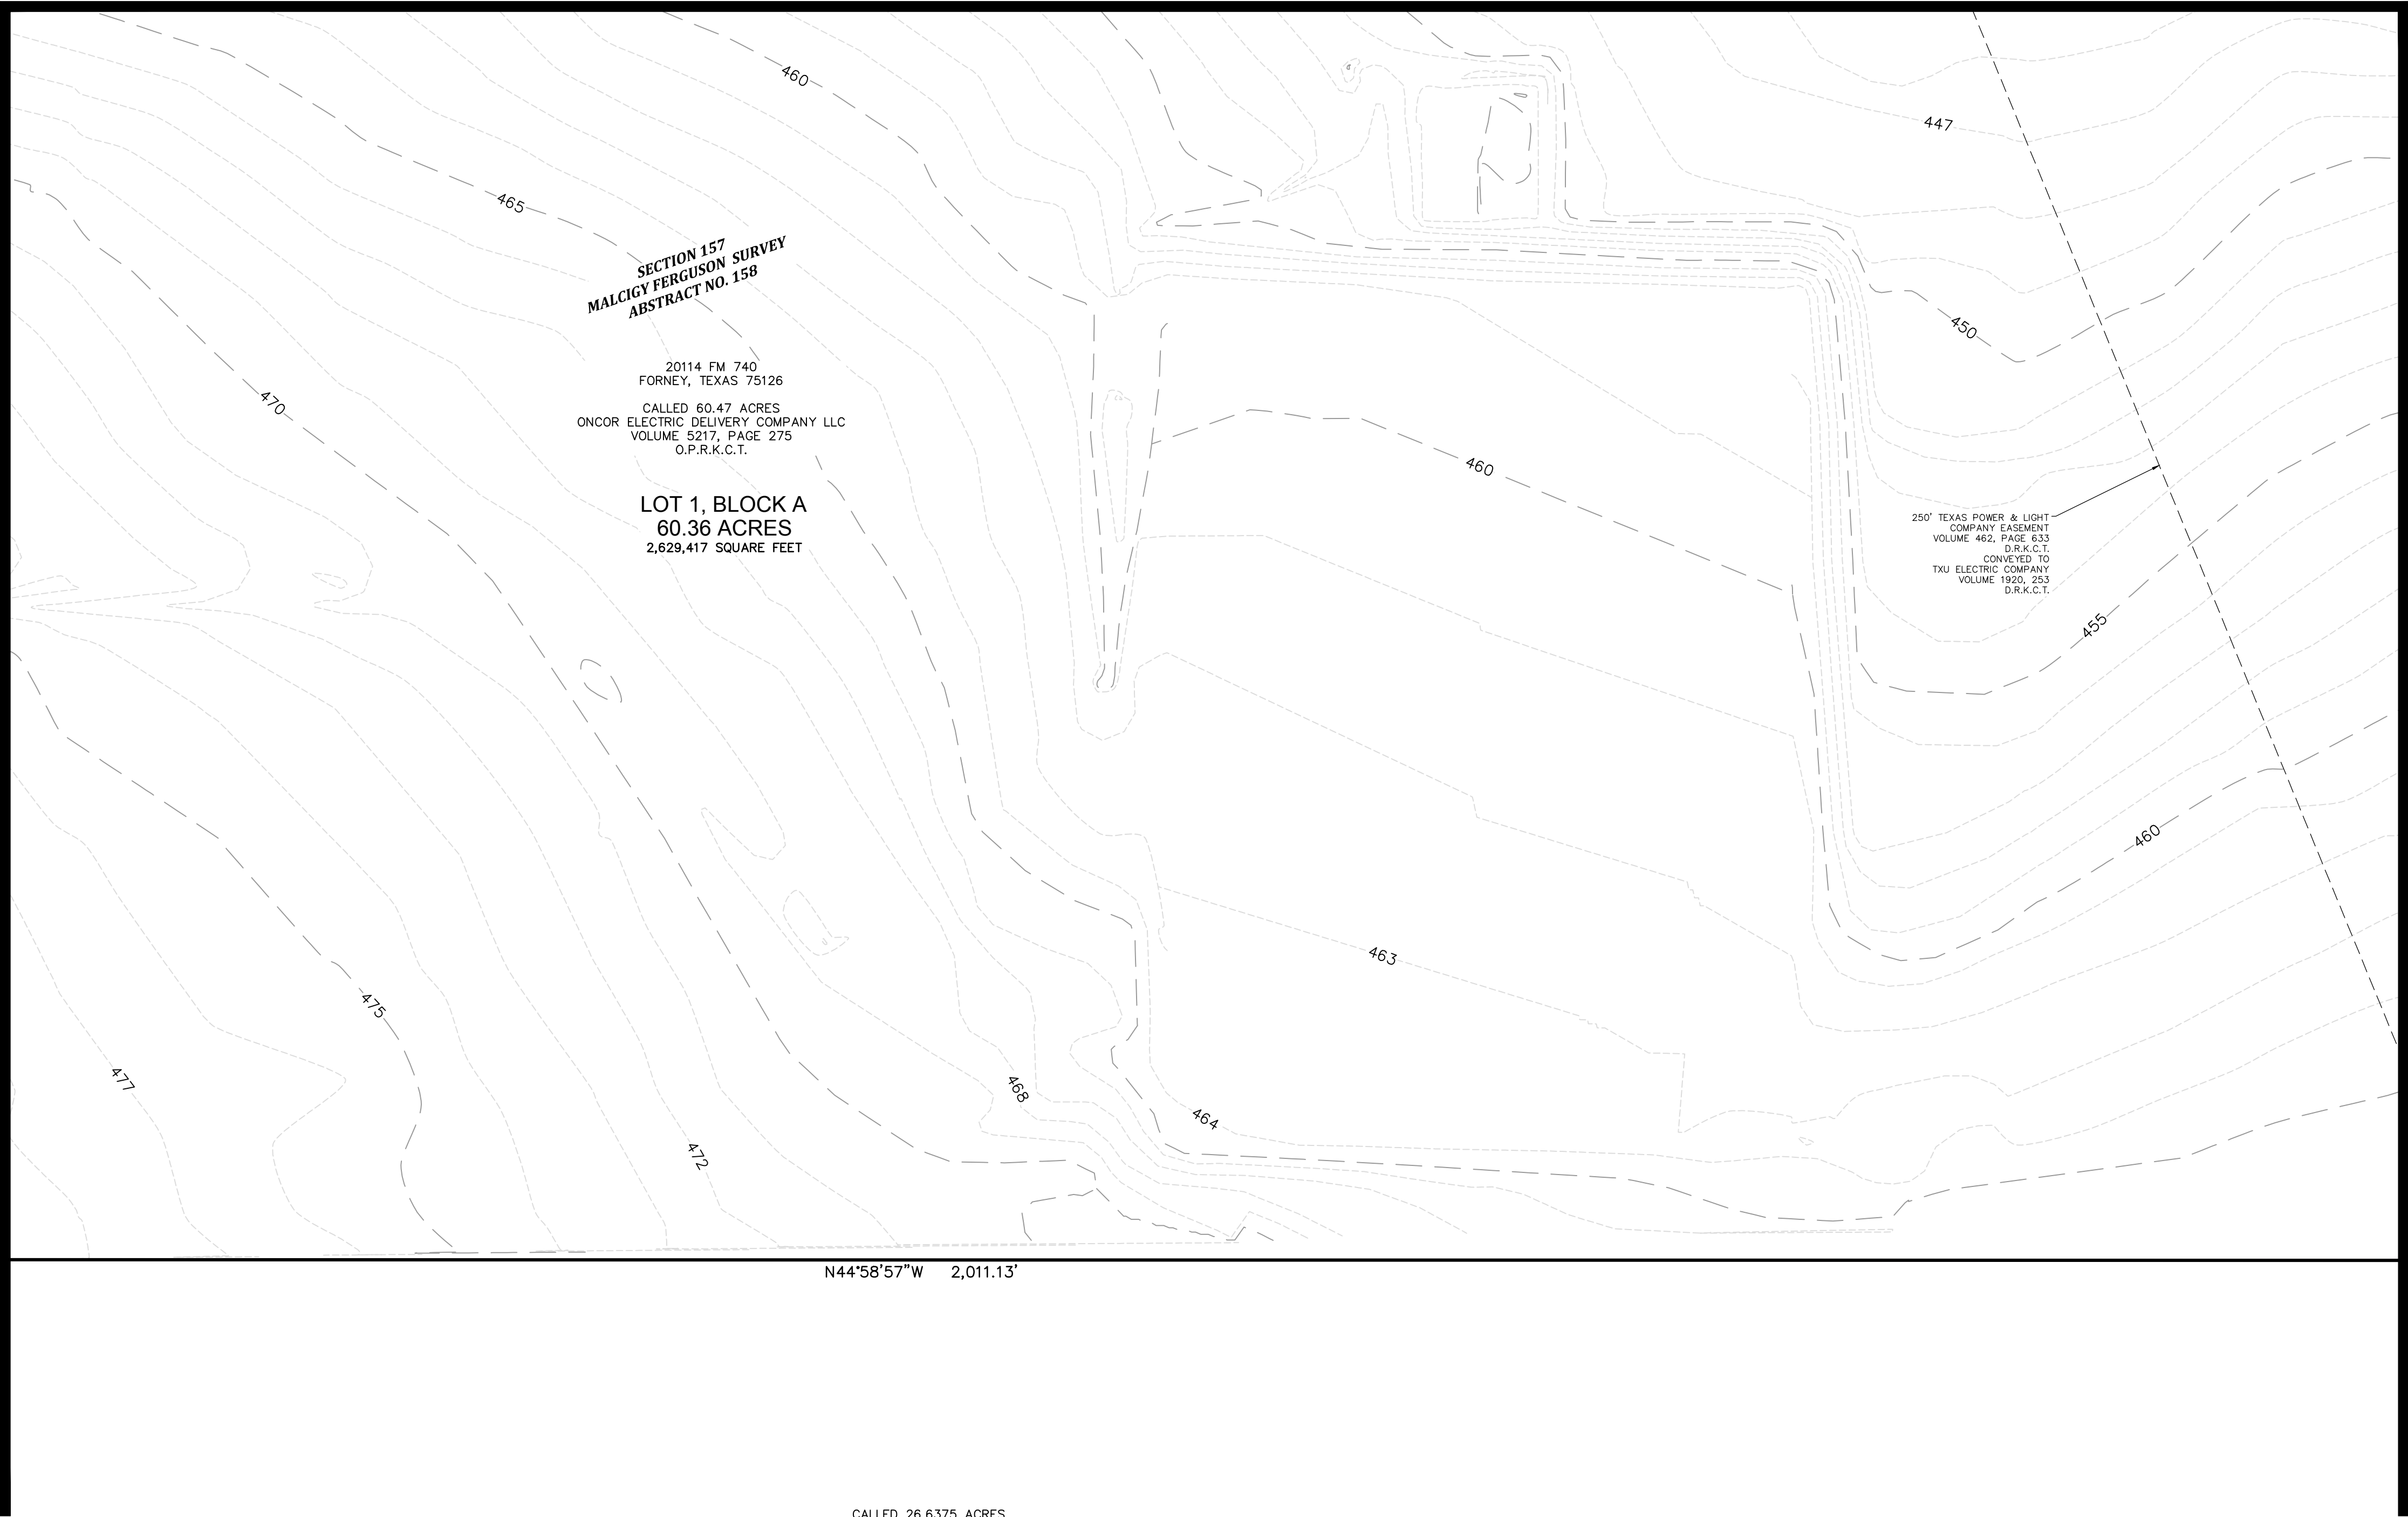 460
447
465
SECTION 157
MALCIGY FERGUSON SURVEY
ABSTRACT NO. 158
450
20114 FM 740
FORNEY, TEXAS 75126
470
CALLED 60.47 ACRES
ONCOR ELECTRIC DELIVERY COMPANY LLC
VOLUME 5217, PAGE 275
O.P.R.K.C.T.
460
LOT 1, BLOCK A
60.36 ACRES
2,629,417 SQUARE FEET
250' TEXAS POWER & LIGHT
COMPANY EASEMENT
VOLUME 462, PAGE 633
D.R.K.C.T.
CONVEYED TO
TXU ELECTRIC COMPANY
VOLUME 1920, 253
D.R.K.C.T.
455
460
463
475
477
468
464
472
N44°58'57"W 2,011.13'
CALLED 26.6375 ACRES